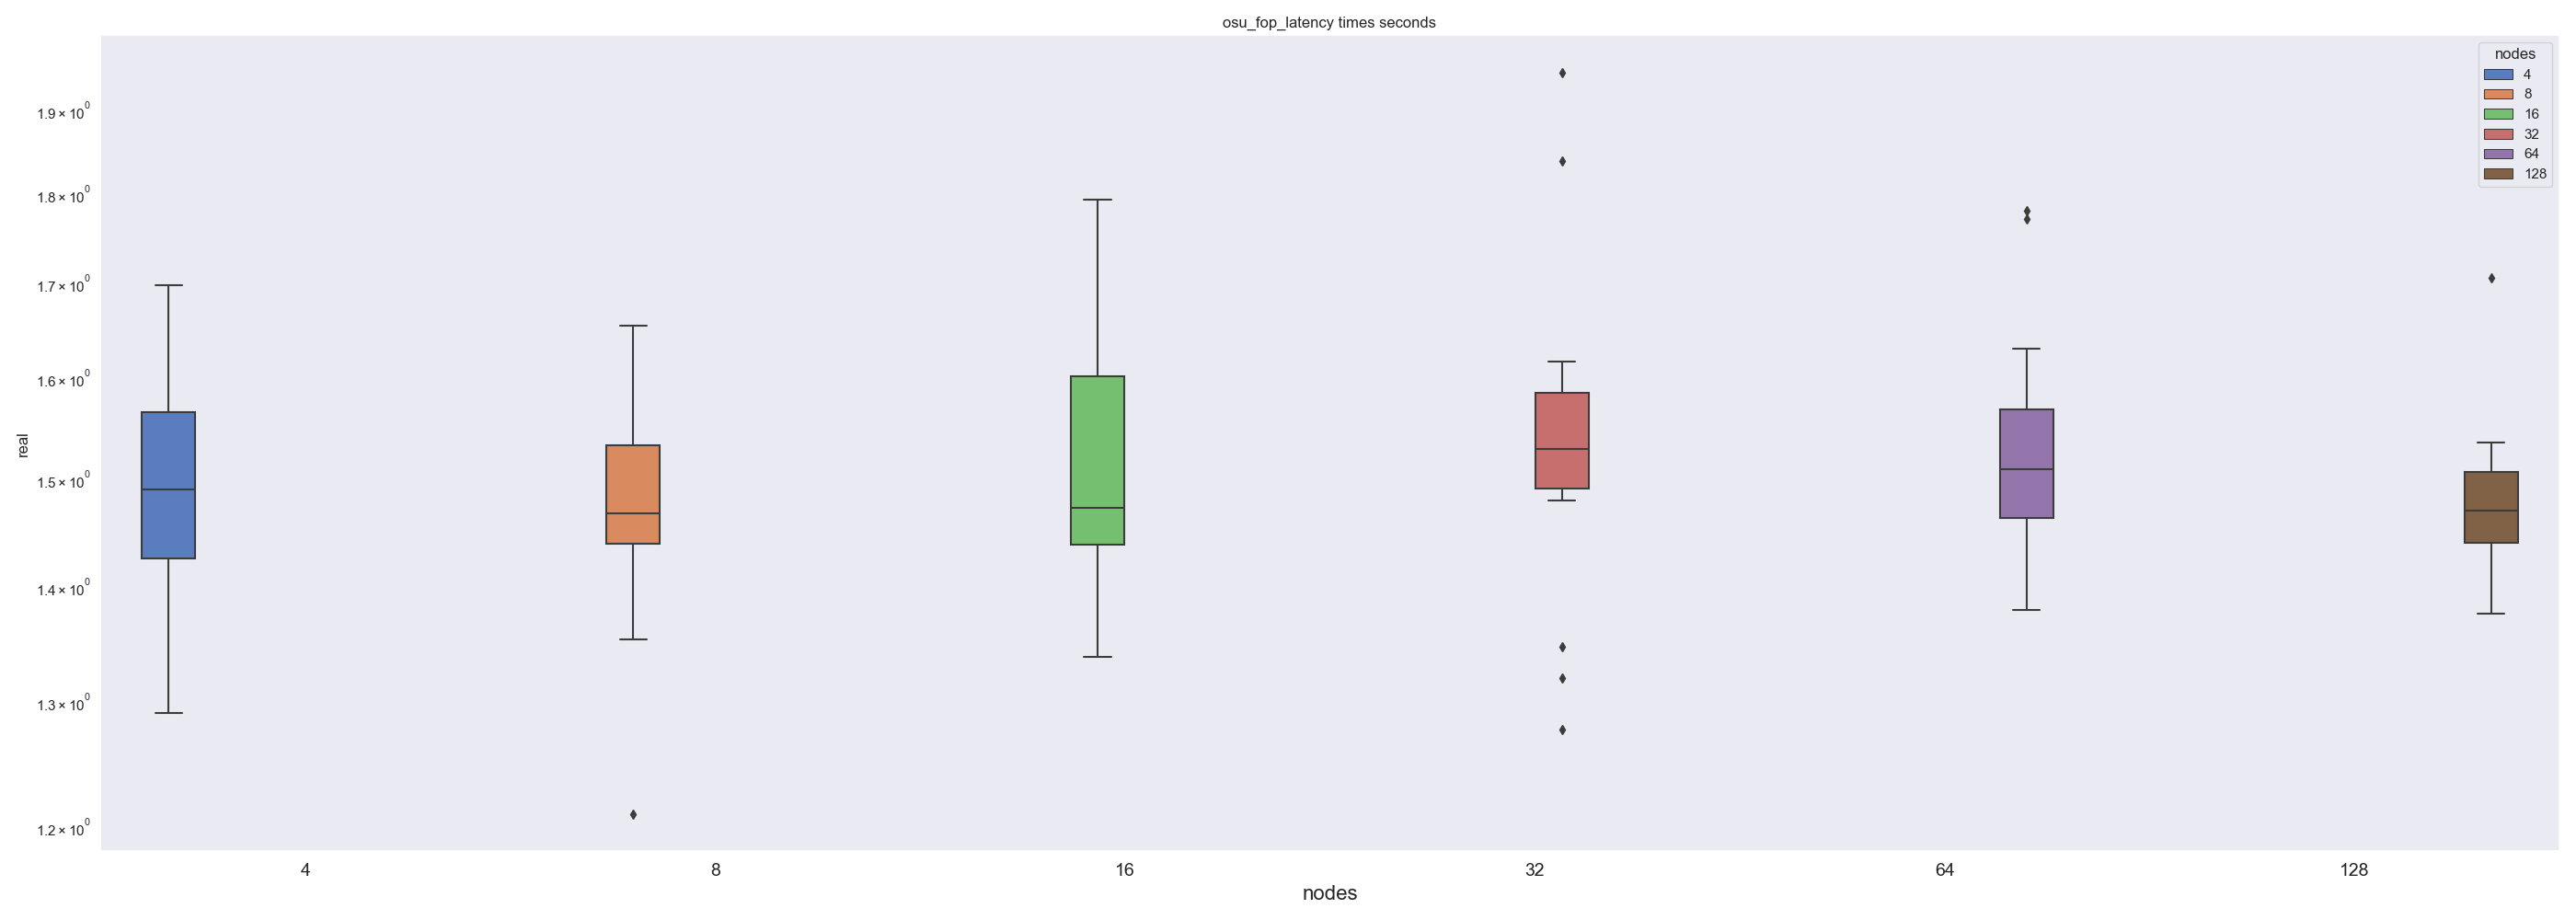 osu_fop_latency times seconds
nodes
4
8
16
32
64
128
1.9 × 10⁰
1.8 × 10⁰
1.7 × 10⁰
1.6 × 10⁰
1.5 × 10⁰
1.4 × 10⁰
1.3 × 10⁰
1.2 × 10⁰
real
4 8 16 32 64 128
nodes